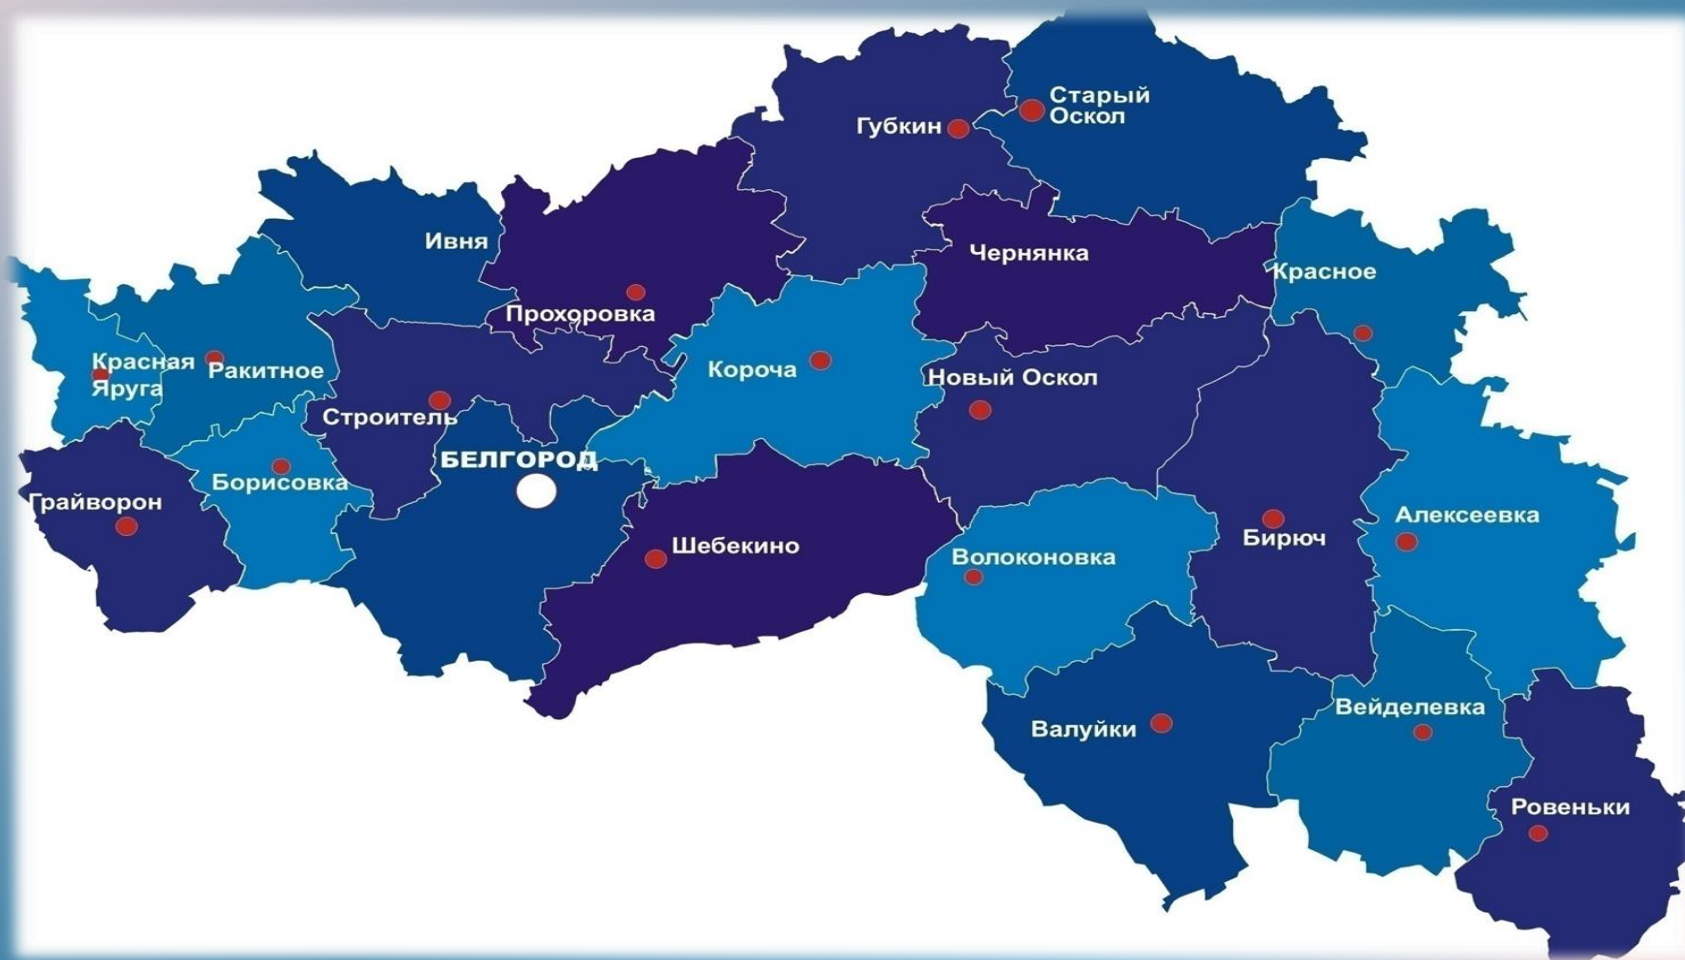 Старый
Оскол
Губкин
Ивня
Чернянка
Красное
Прохоровка
Красная
Яруга
Ракитное
Короча
Новый Оскол
Строитель
БЕЛГОРОД
Борисовка
Грайворон
Шебекино
Волоконовка
Бирюч
Алексеевка
Валуйки
Вейделевка
Ровеньки